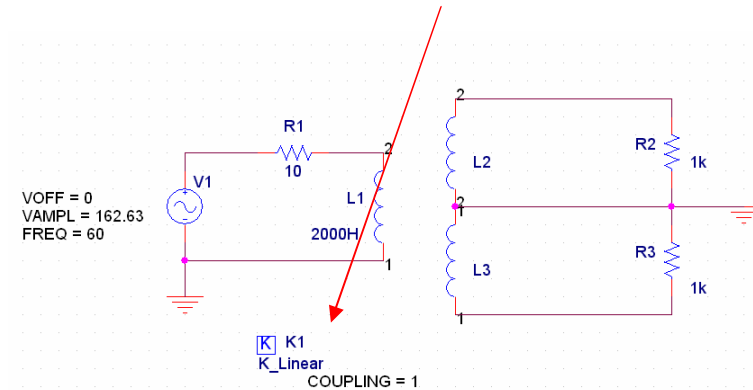 2
R1
2
R2
V1
10
L2
1k
L1
VOFF = 0
VAMPL = 162.63
FREQ = 60
2
1
2000H
R3
1
L3
1k
1
K K1
K_Linear
COUPLING = 1